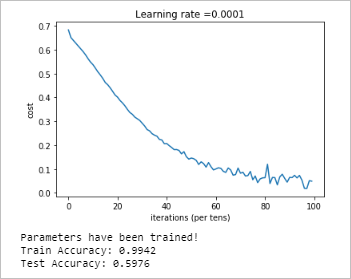 Learning rate =0.0001
0.7
0.6
0.5
0.4
0.3
0.2
0.1
0.0
cost
0 20 40 60 80 100
iterations (per tens)
Parameters have been trained!
Train Accuracy: 0.9942
Test Accuracy: 0.5976